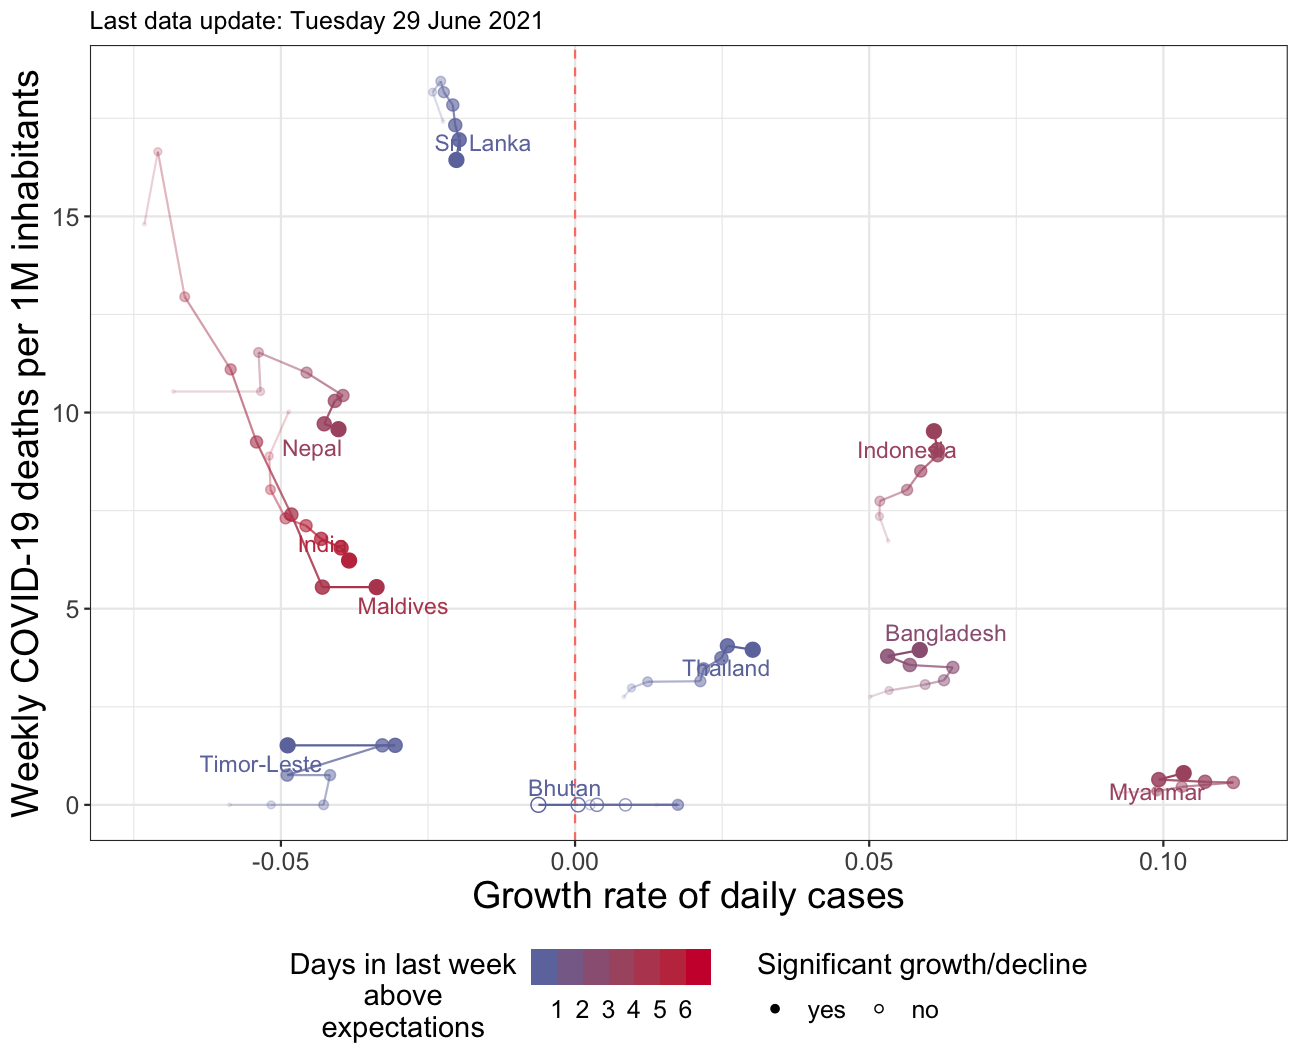 Last data update: Tuesday 29 June 2021
Weekly COVID-19 deaths per 1M inhabitants
15
10
5
0
Sri Lanka
Nepal
Indonesia
India
Maldives
Bangladesh
Thailand
Timor-Leste
Bhutan
Myanmar
-0.05
0.00
0.05
0.10
Growth rate of daily cases
Days in last week
above
expectations
1 2 3 4 5 6
Significant growth/decline
yes
no